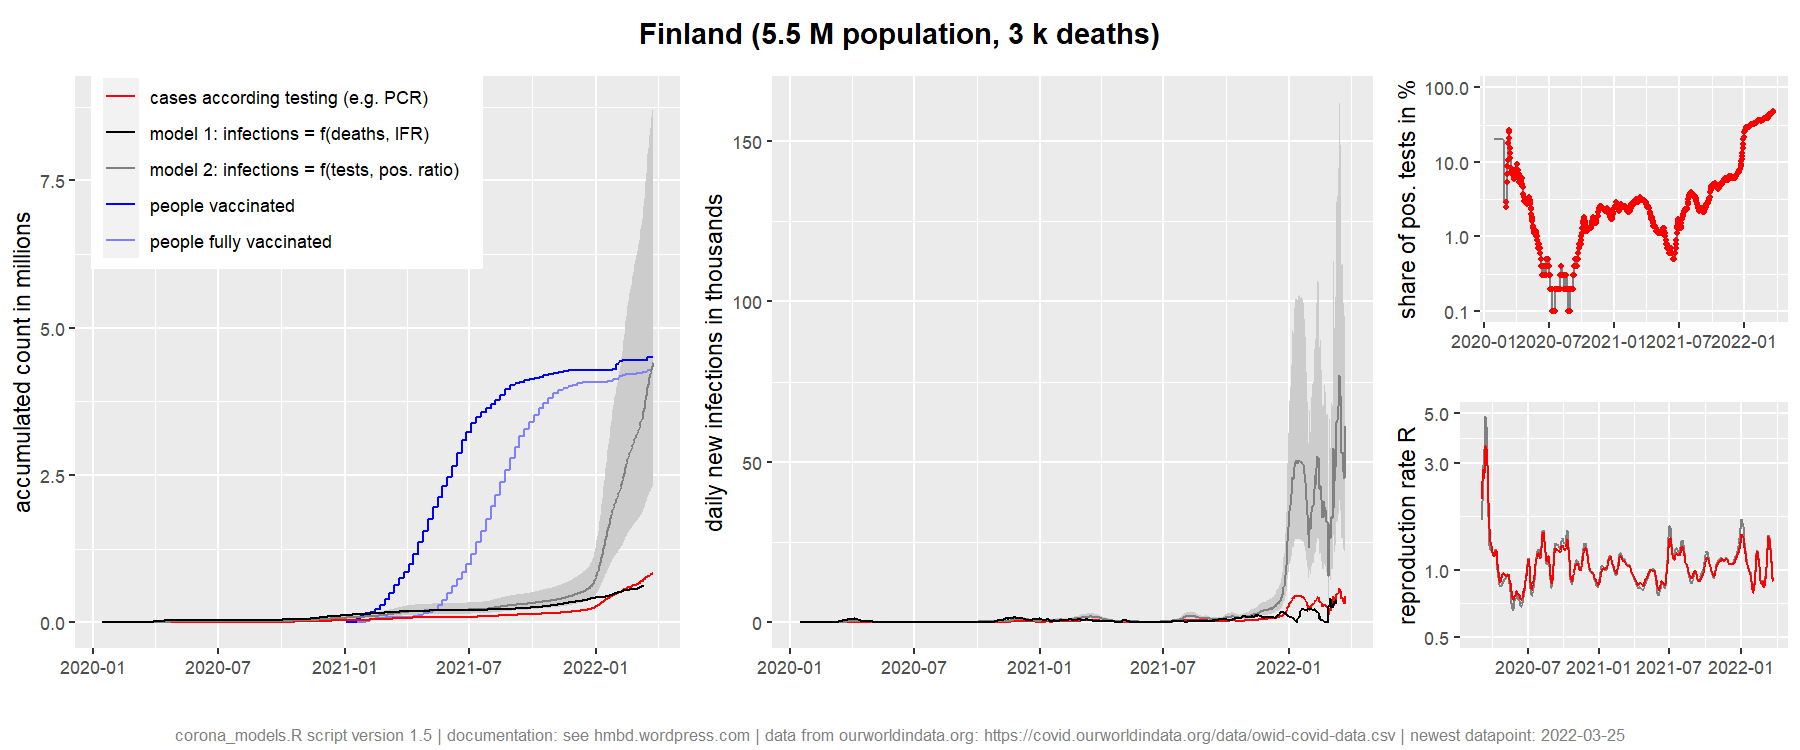 Finland (5.5 M population, 3 k deaths)
cases according testing (e.g. PCR)
model 1: infections = f(deaths, IFR)
model 2: infections = f(tests, pos. ratio)
people vaccinated
people fully vaccinated
accumulated count in millions
7.5
5.0
2.5
0.0
2020-01 2020-07 2021-01 2021-07 2022-01
daily new infections in thousands
150
100
50
0
2020-01 2020-07 2021-01 2021-07 2022-01
share of pos. tests in %
100.0
10.0
1.0
0.1
2020-01 2020-07 2021-01 2021-07 2022-01
reproduction rate R
5.0
3.0
1.0
0.5
2020-07 2021-01 2021-07 2022-01
corona_models.R script version 1.5 | documentation: see hmbd.wordpress.com | data from ourworldindata.org: https://covid.ourworldindata.org/data/owid-covid-data.csv | newest datapoint: 2022-03-25